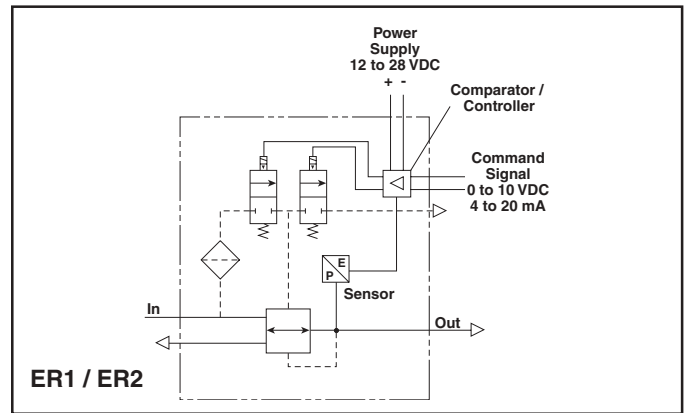 Power
Supply
12 to 28 VDC
+ -
Comparator /
Controller
Command
Signal
0 to 10 VDC
4 to 20 mA
E
P
Sensor
In
Out
ER1 / ER2